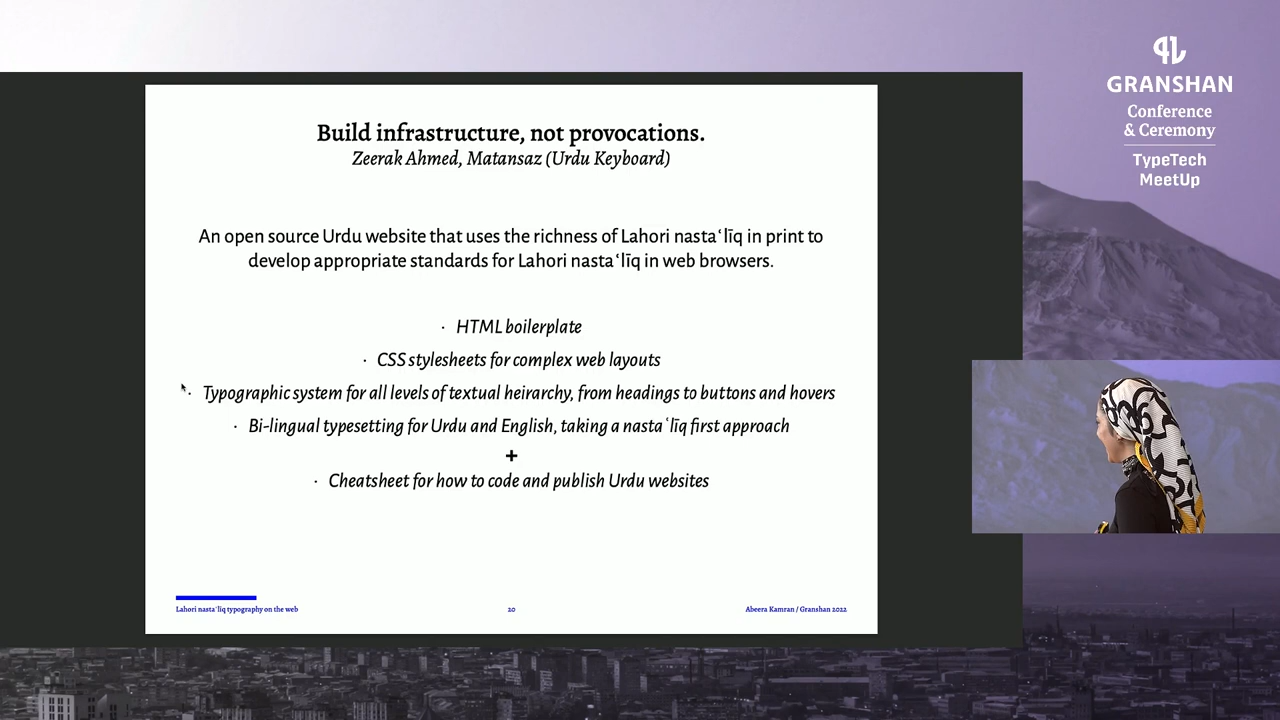 Build infrastructure, not provocations.
Zeerak Ahmed, Matansaz (Urdu Keyboard)
An open source Urdu website that uses the richness of Lahori nastaʿlīq in print to
develop appropriate standards for Lahori nastaʿlīq in web browsers.
· HTML boilerplate
· CSS stylesheets for complex web layouts
· Typographic system for all levels of textual heirarchy, from headings to buttons and hovers
· Bi-lingual typesetting for Urdu and English, taking a nastaʿlīq first approach
+
· Cheatsheet for how to code and publish Urdu websites
Lahori nastaʿlīq typography on the web
20
Abeera Kamran / Granshan 2022
GRANSHAN
Conference
& Ceremony
TypeTech
MeetUp